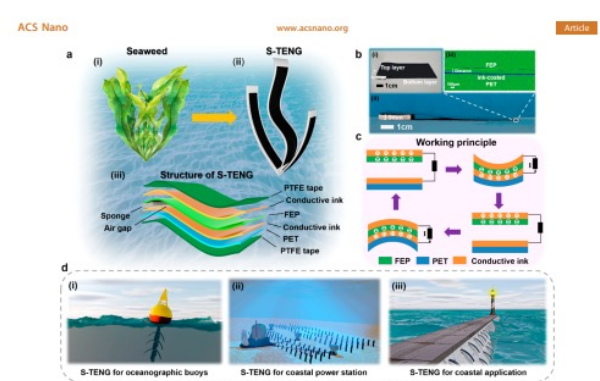 ACS Nano
www.acsnano.org
Article
a
Seaweed
S-TENG
(i)
(ii)
(iii)
Structure of S-TENG
PTFE tape
Conductive ink
FEP
Conductive ink
PET
PTFE tape
Sponge
Air gap
b
(i)
Top layer
Bottom layer
1cm
(iii)
FEP
Ink-coated
PET
(ii)
1cm
c
Working principle
FEP
PET
Conductive ink
d
(i)
(ii)
(iii)
S-TENG for oceanographic buoys
S-TENG for coastal power station
S-TENG for coastal application